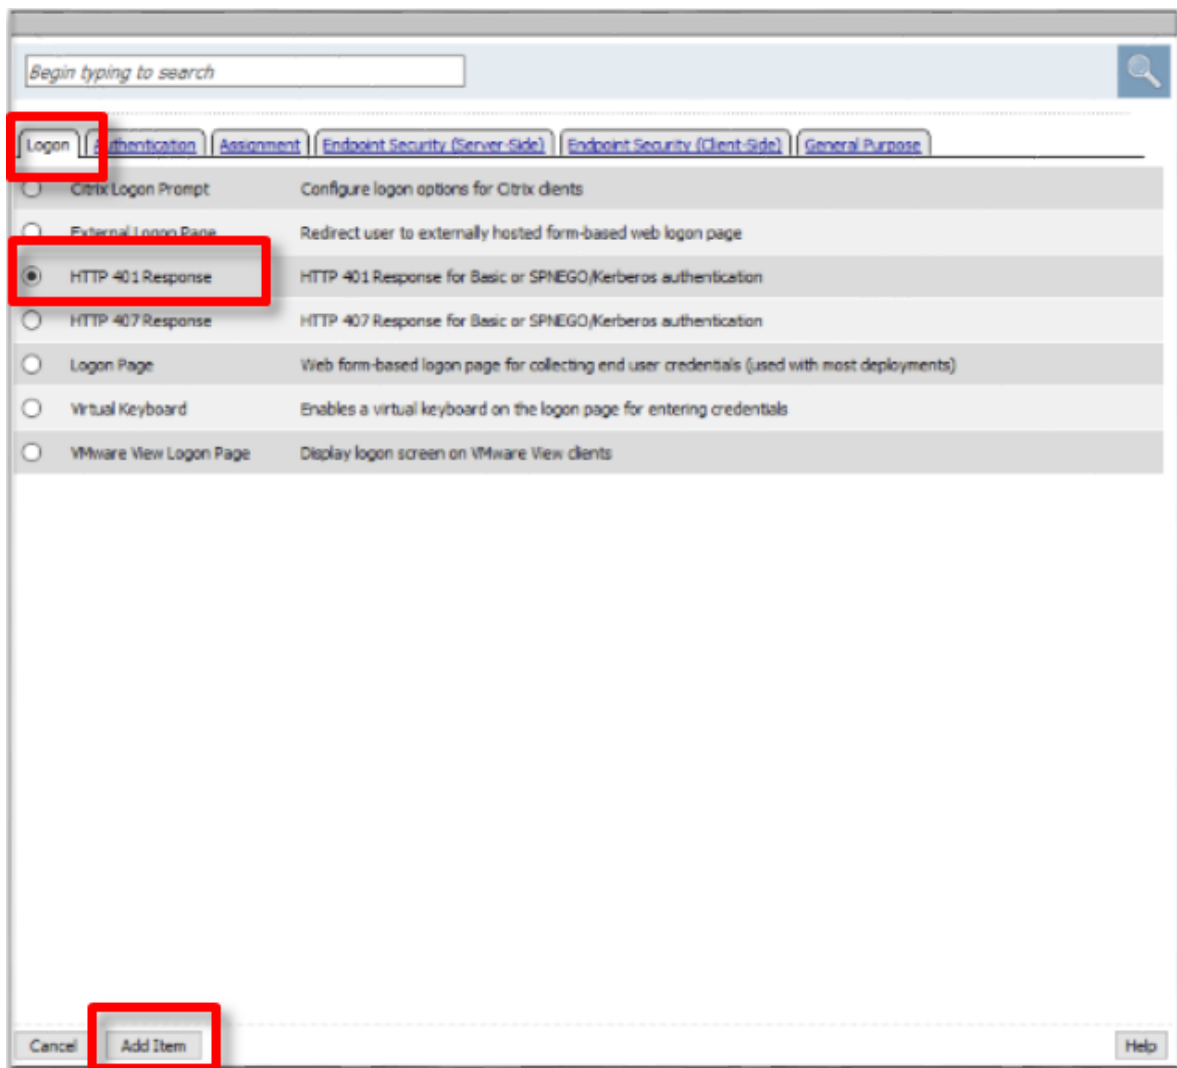 Begin typing to search
Logon Authentication Assignment Endpoint Security (Server-Side) Endpoint Security (Client-Side) General Purpose
Citrix Logon Prompt Configure logon options for Citrix clients
External Logon Page Redirect user to externally hosted form-based web logon page
HTTP 401 Response HTTP 401 Response for Basic or SPNEGO/Kerberos authentication
HTTP 407 Response HTTP 407 Response for Basic or SPNEGO/Kerberos authentication
Logon Page Web form-based logon page for collecting end user credentials (used with most deployments)
Virtual Keyboard Enables a virtual keyboard on the logon page for entering credentials
VMware View Logon Page Display logon screen on VMware View clients
Cancel Add Item Help